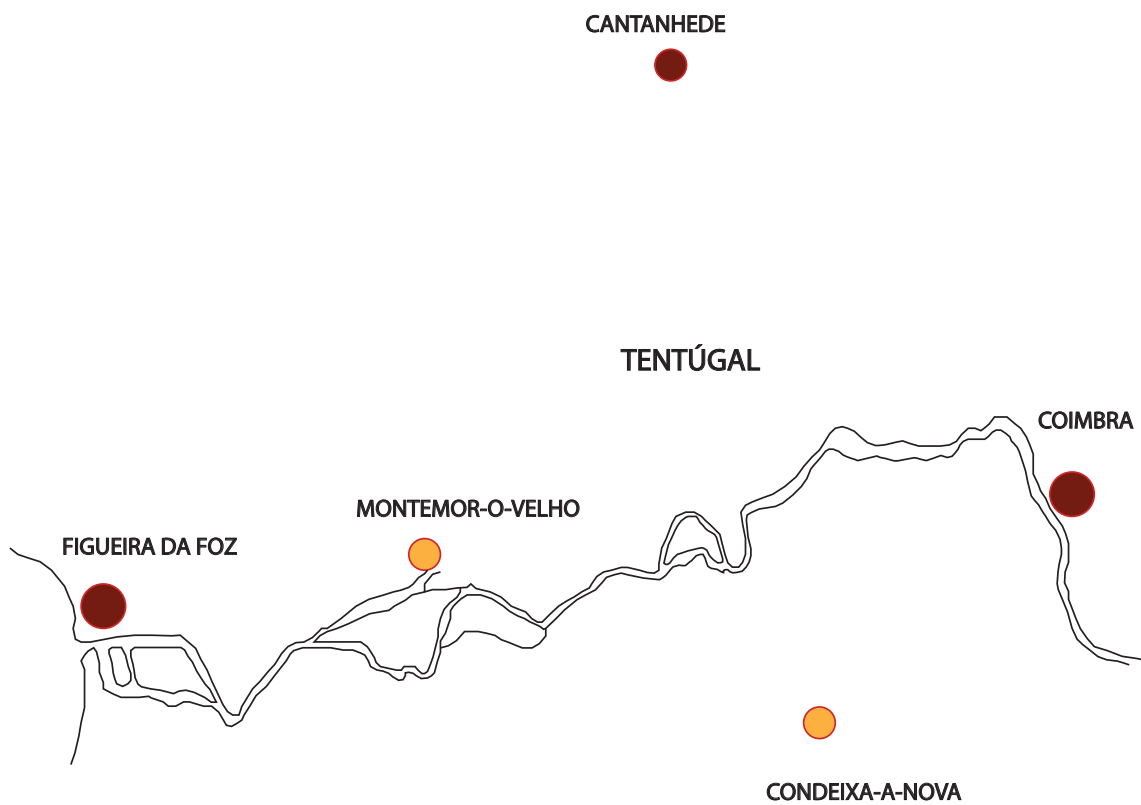 CANTANHEDE
TENTÚGAL
COIMBRA
MONTEMOR-O-VELHO
FIGUEIRA DA FOZ
CONDEIXA-A-NOVA